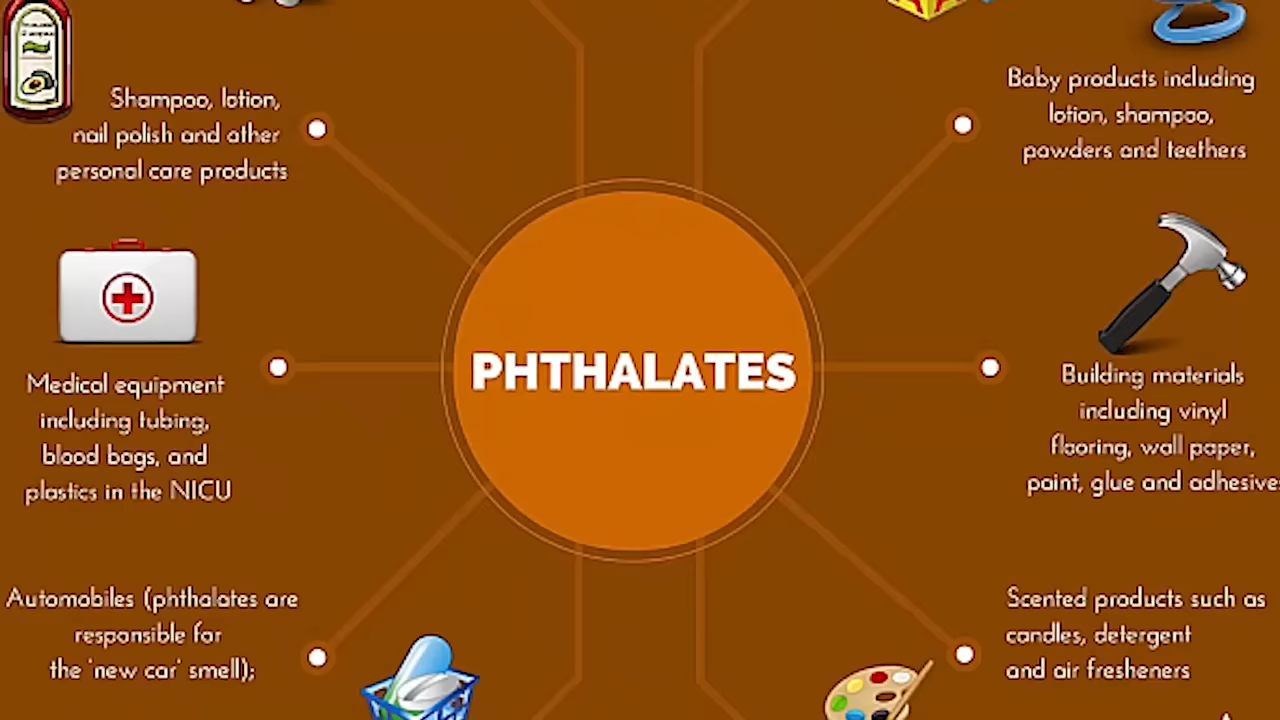 Shampoo, lotion,
nail polish and other
personal care products
Baby products including
lotion, shampoo,
powders and teethers
Medical equipment
including tubing,
blood bags, and
plastics in the NICU
PHTHALATES
Building materials
including vinyl
flooring, wall paper,
paint, glue and adhesive
Automobiles (phthalates are
responsible for
the 'new car' smell);
Scented products such as
candles, detergent
and air fresheners